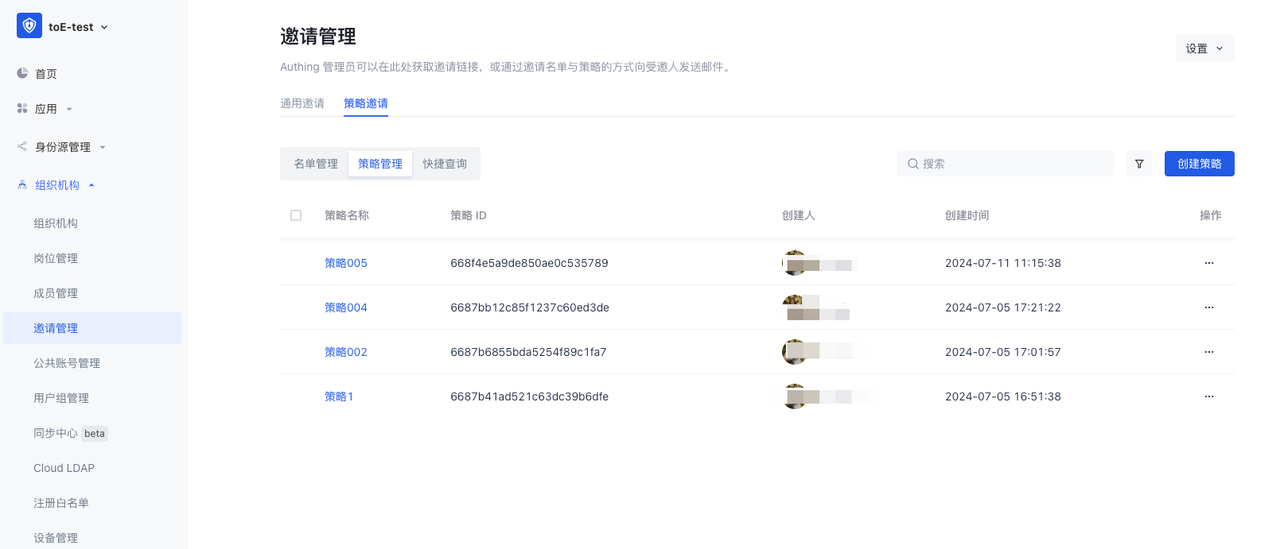 toE-test
首页
应用
身份源管理
组织机构
组织机构
岗位管理
成员管理
邀请管理
公共账号管理
用户组管理
同步中心 beta
Cloud LDAP
注册白名单
设备管理
邀请管理
设置
Authing 管理员可以在此处获取邀请链接，或通过邀请名单与策略的方式向受邀人发送邮件。
通用邀请 策略邀请
名单管理 策略管理 快捷查询 搜索 创建策略
策略名称 策略 ID 创建人 创建时间 操作
策略005 668f4e5a9de850ae0c535789 2024-07-11 11:15:38 ···
策略004 6687bb12c85f1237c60ed3de 2024-07-05 17:21:22 ···
策略002 6687b6855bda5254f89c1fa7 2024-07-05 17:01:57 ···
策略1 6687b41ad521c63dc39b6dfe 2024-07-05 16:51:38 ···